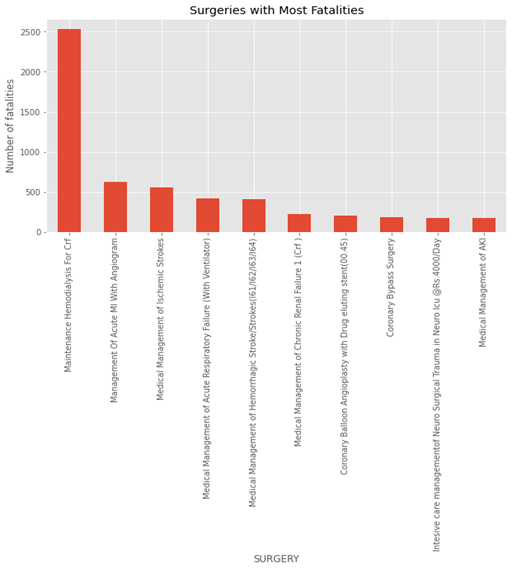 Surgeries with Most Fatalities
Number of fatalities
2500
2000
1500
1000
500
0
Maintenance Hemodialysis For Crf
Management Of Acute MI With Angiogram
Medical Management of Ischemic Strokes
Medical Management of Acute Respiratory Failure (With Ventilator)
Medical Management of Hemorrhagic Stroke/Strokes(I61/I62/I63/I64)
Medical Management of Chronic Renal Failure 1 (Crf )
Coronary Balloon Angioplasty with Drug eluting stent(00.45)
Coronary Bypass Surgery
Intesive care managementof Neuro Surgical Trauma in Neuro Icu @Rs.4000/Day
Medical Management of AKI
SURGERY